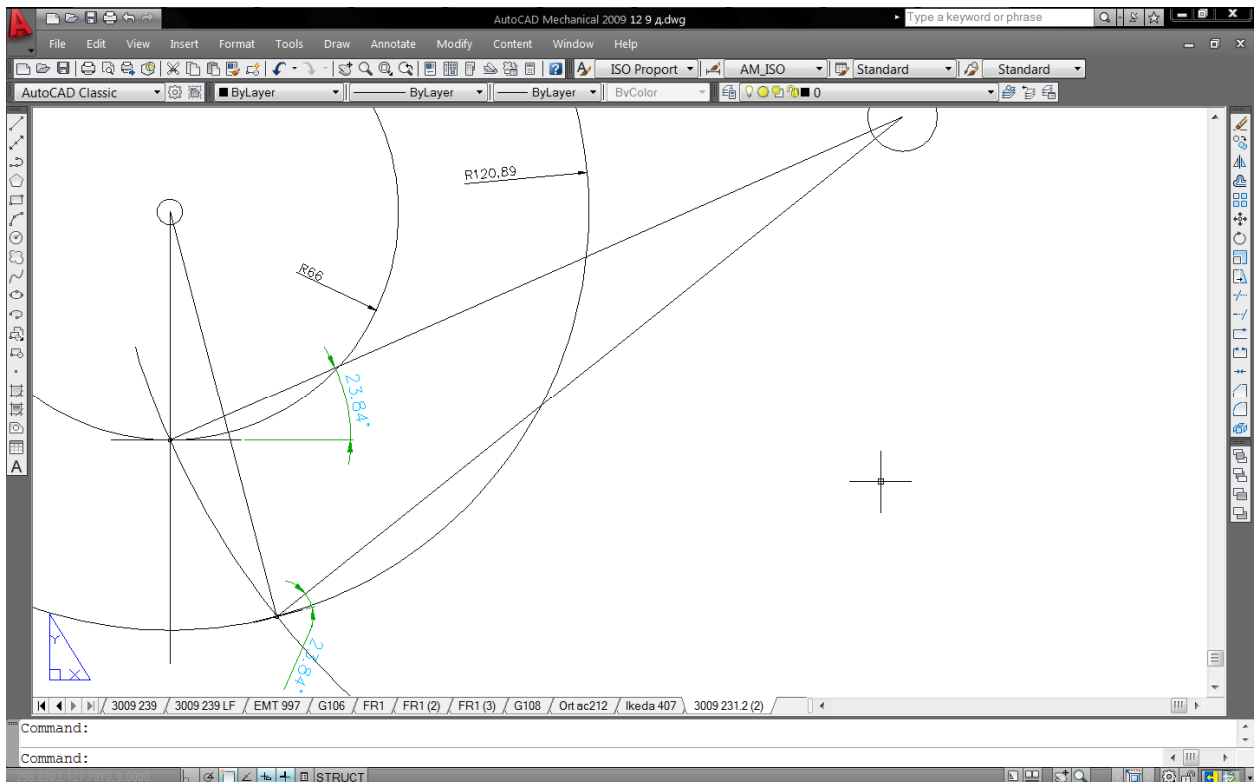 AutoCAD Mechanical 2009 12 9 д.dwg
Type a keyword or phrase
File Edit View Insert Format Tools Draw Annotate Modify Content Window Help
ISO Proport AM_ISO Standard Standard
AutoCAD Classic ByLayer ByLayer ByLayer ByColor 0
R120,89
R66
23.84°
23.84°
Y
X
A
3009 239 3009 239 LF EMT 997 G106 FR1 FR1 (2) FR1 (3) G108 Ort ac212 Ikeda 407 3009 231.2 (2)
Command:
Command:
STRUCT